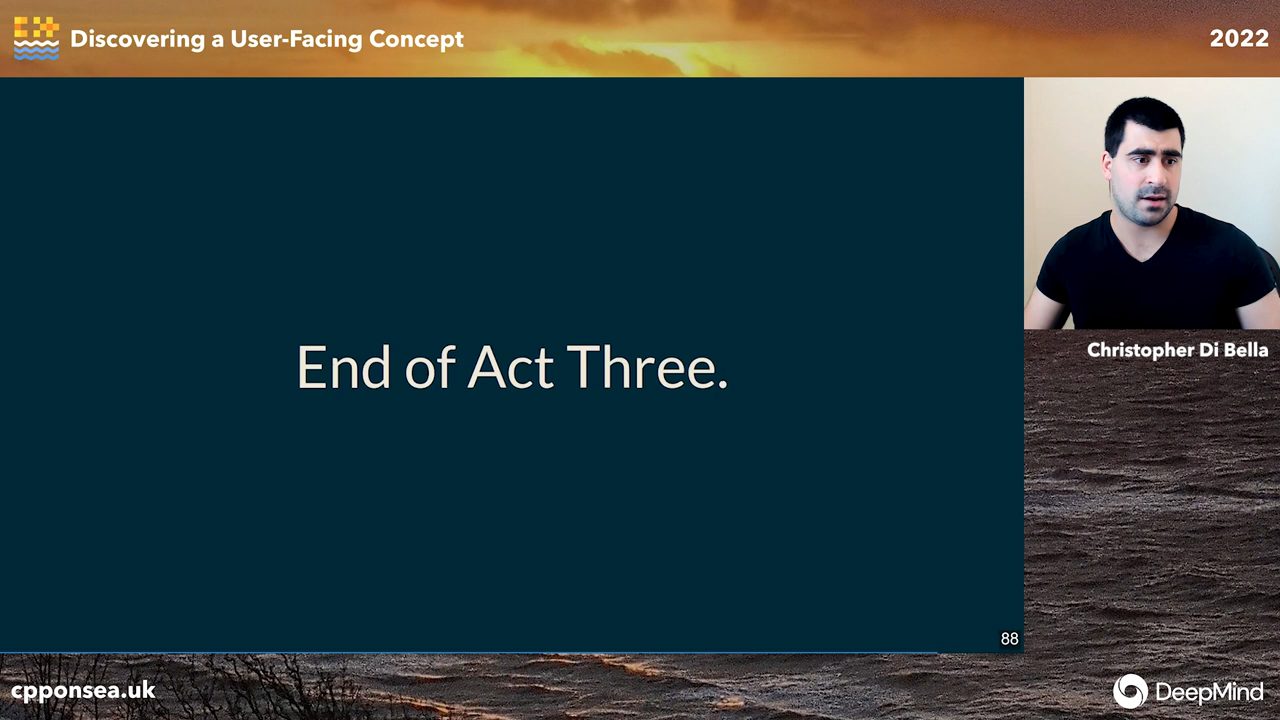 Discovering a User-Facing Concept
2022
End of Act Three.
Christopher Di Bella
88
cpponsea.uk
DeepMind